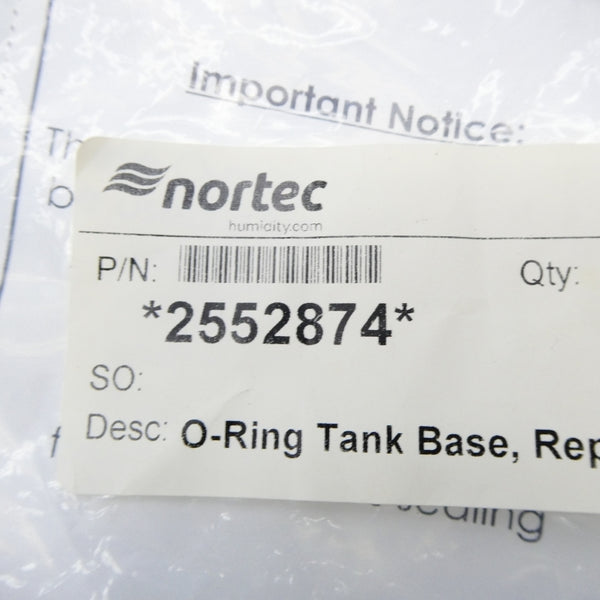 Important Notice:
nortec
humidity.com
P/N:
Qty:
*2552874*
SO:
Desc: O-Ring Tank Base, Rep